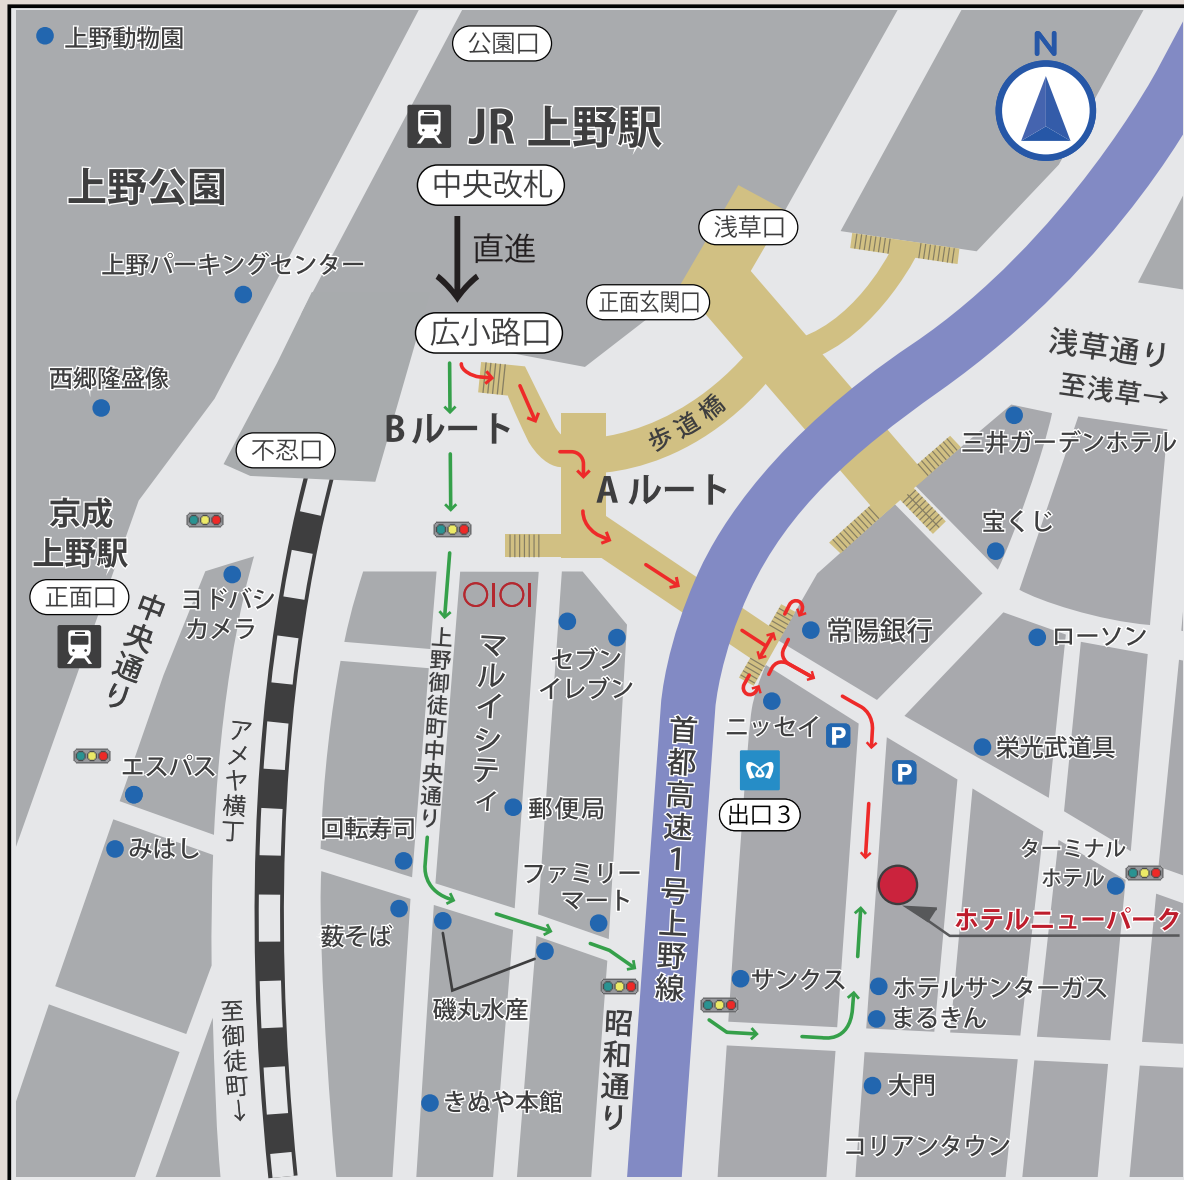 上野動物園
公園口
N
JR 上野駅
中央改札
上野公園
直進
浅草口
上野パーキングセンター
正面玄関口
広小路口
浅草通り
至浅草→
西郷隆盛像
Bルート
歩道橋
三井ガーデンホテル
不忍口
Aルート
京成
上野駅
宝くじ
正面口
ヨドバシ
カメラ
中央通り
OIOI
マルイシティ
上野御徒町中央通り
セブン
イレブン
常陽銀行
ローソン
ニッセイ
P
栄光武道具
P
首都高速1号上野線
アメヤ横丁
エスパス
出口3
郵便局
回転寿司
みはし
ファミリー
マート
ターミナル
ホテル
ホテルニューパーク
薮そば
サンクス
ホテルサンターガス
まるきん
磯丸水産
至御徒町→
昭和通り
きぬや本館
大門
コリアンタウン